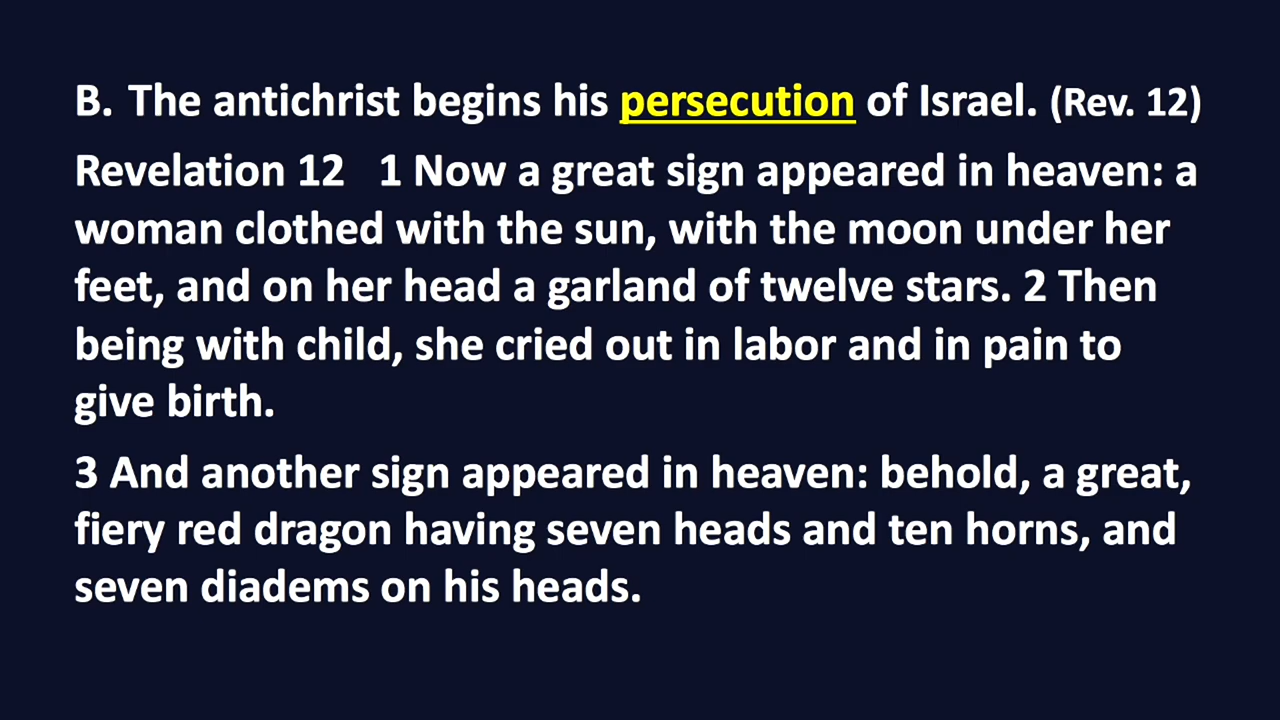 B. The antichrist begins his persecution of Israel. (Rev. 12)
Revelation 12 1 Now a great sign appeared in heaven: a
woman clothed with the sun, with the moon under her
feet, and on her head a garland of twelve stars. 2 Then
being with child, she cried out in labor and in pain to
give birth.
3 And another sign appeared in heaven: behold, a great,
fiery red dragon having seven heads and ten horns, and
seven diadems on his heads.